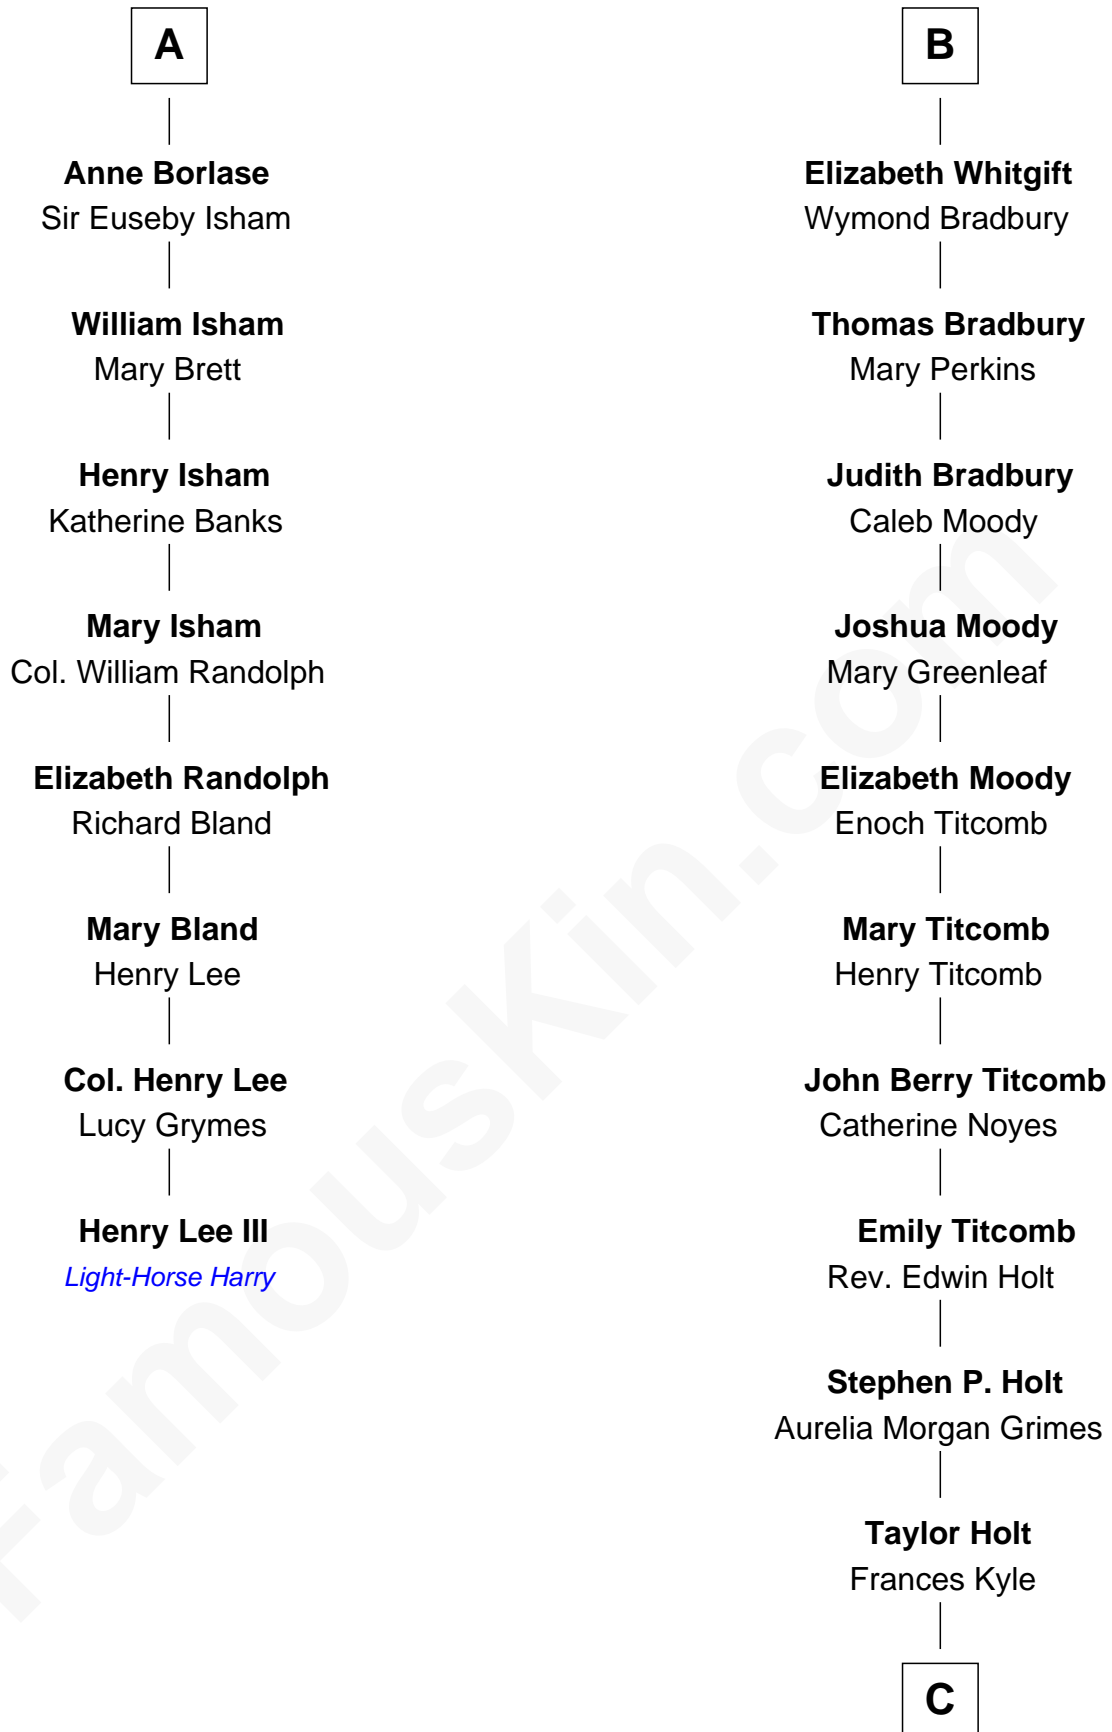 A
Anne Borlase
Sir Euseby Isham
William Isham
Mary Brett
Henry Isham
Katherine Banks
Mary Isham
Col. William Randolph
Elizabeth Randolph
Richard Bland
Mary Bland
Henry Lee
Col. Henry Lee
Lucy Grymes
Henry Lee III
Light-Horse Harry
B
Elizabeth Whitgift
Wymond Bradbury
Thomas Bradbury
Mary Perkins
Judith Bradbury
Caleb Moody
Joshua Moody
Mary Greenleaf
Elizabeth Moody
Enoch Titcomb
Mary Titcomb
Henry Titcomb
John Berry Titcomb
Catherine Noyes
Emily Titcomb
Rev. Edwin Holt
Stephen P. Holt
Aurelia Morgan Grimes
Taylor Holt
Frances Kyle
C
FamousKin.com